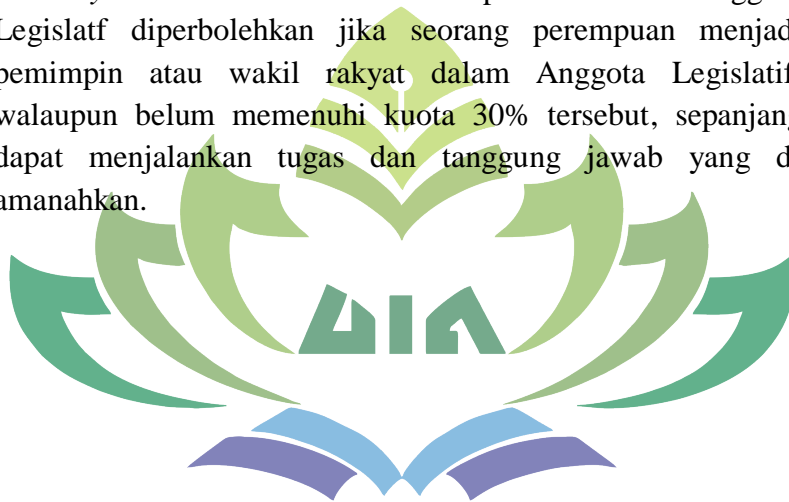 Legislatf diperbolehkan jika seorang perempuan menjad
pemimpin atau wakil rakyat dalam Anggota Legislatif
walaupun belum memenuhi kuota 30% tersebut, sepanjang
dapat menjalankan tugas dan tanggung jawab yang d
amanahkan.
UIN